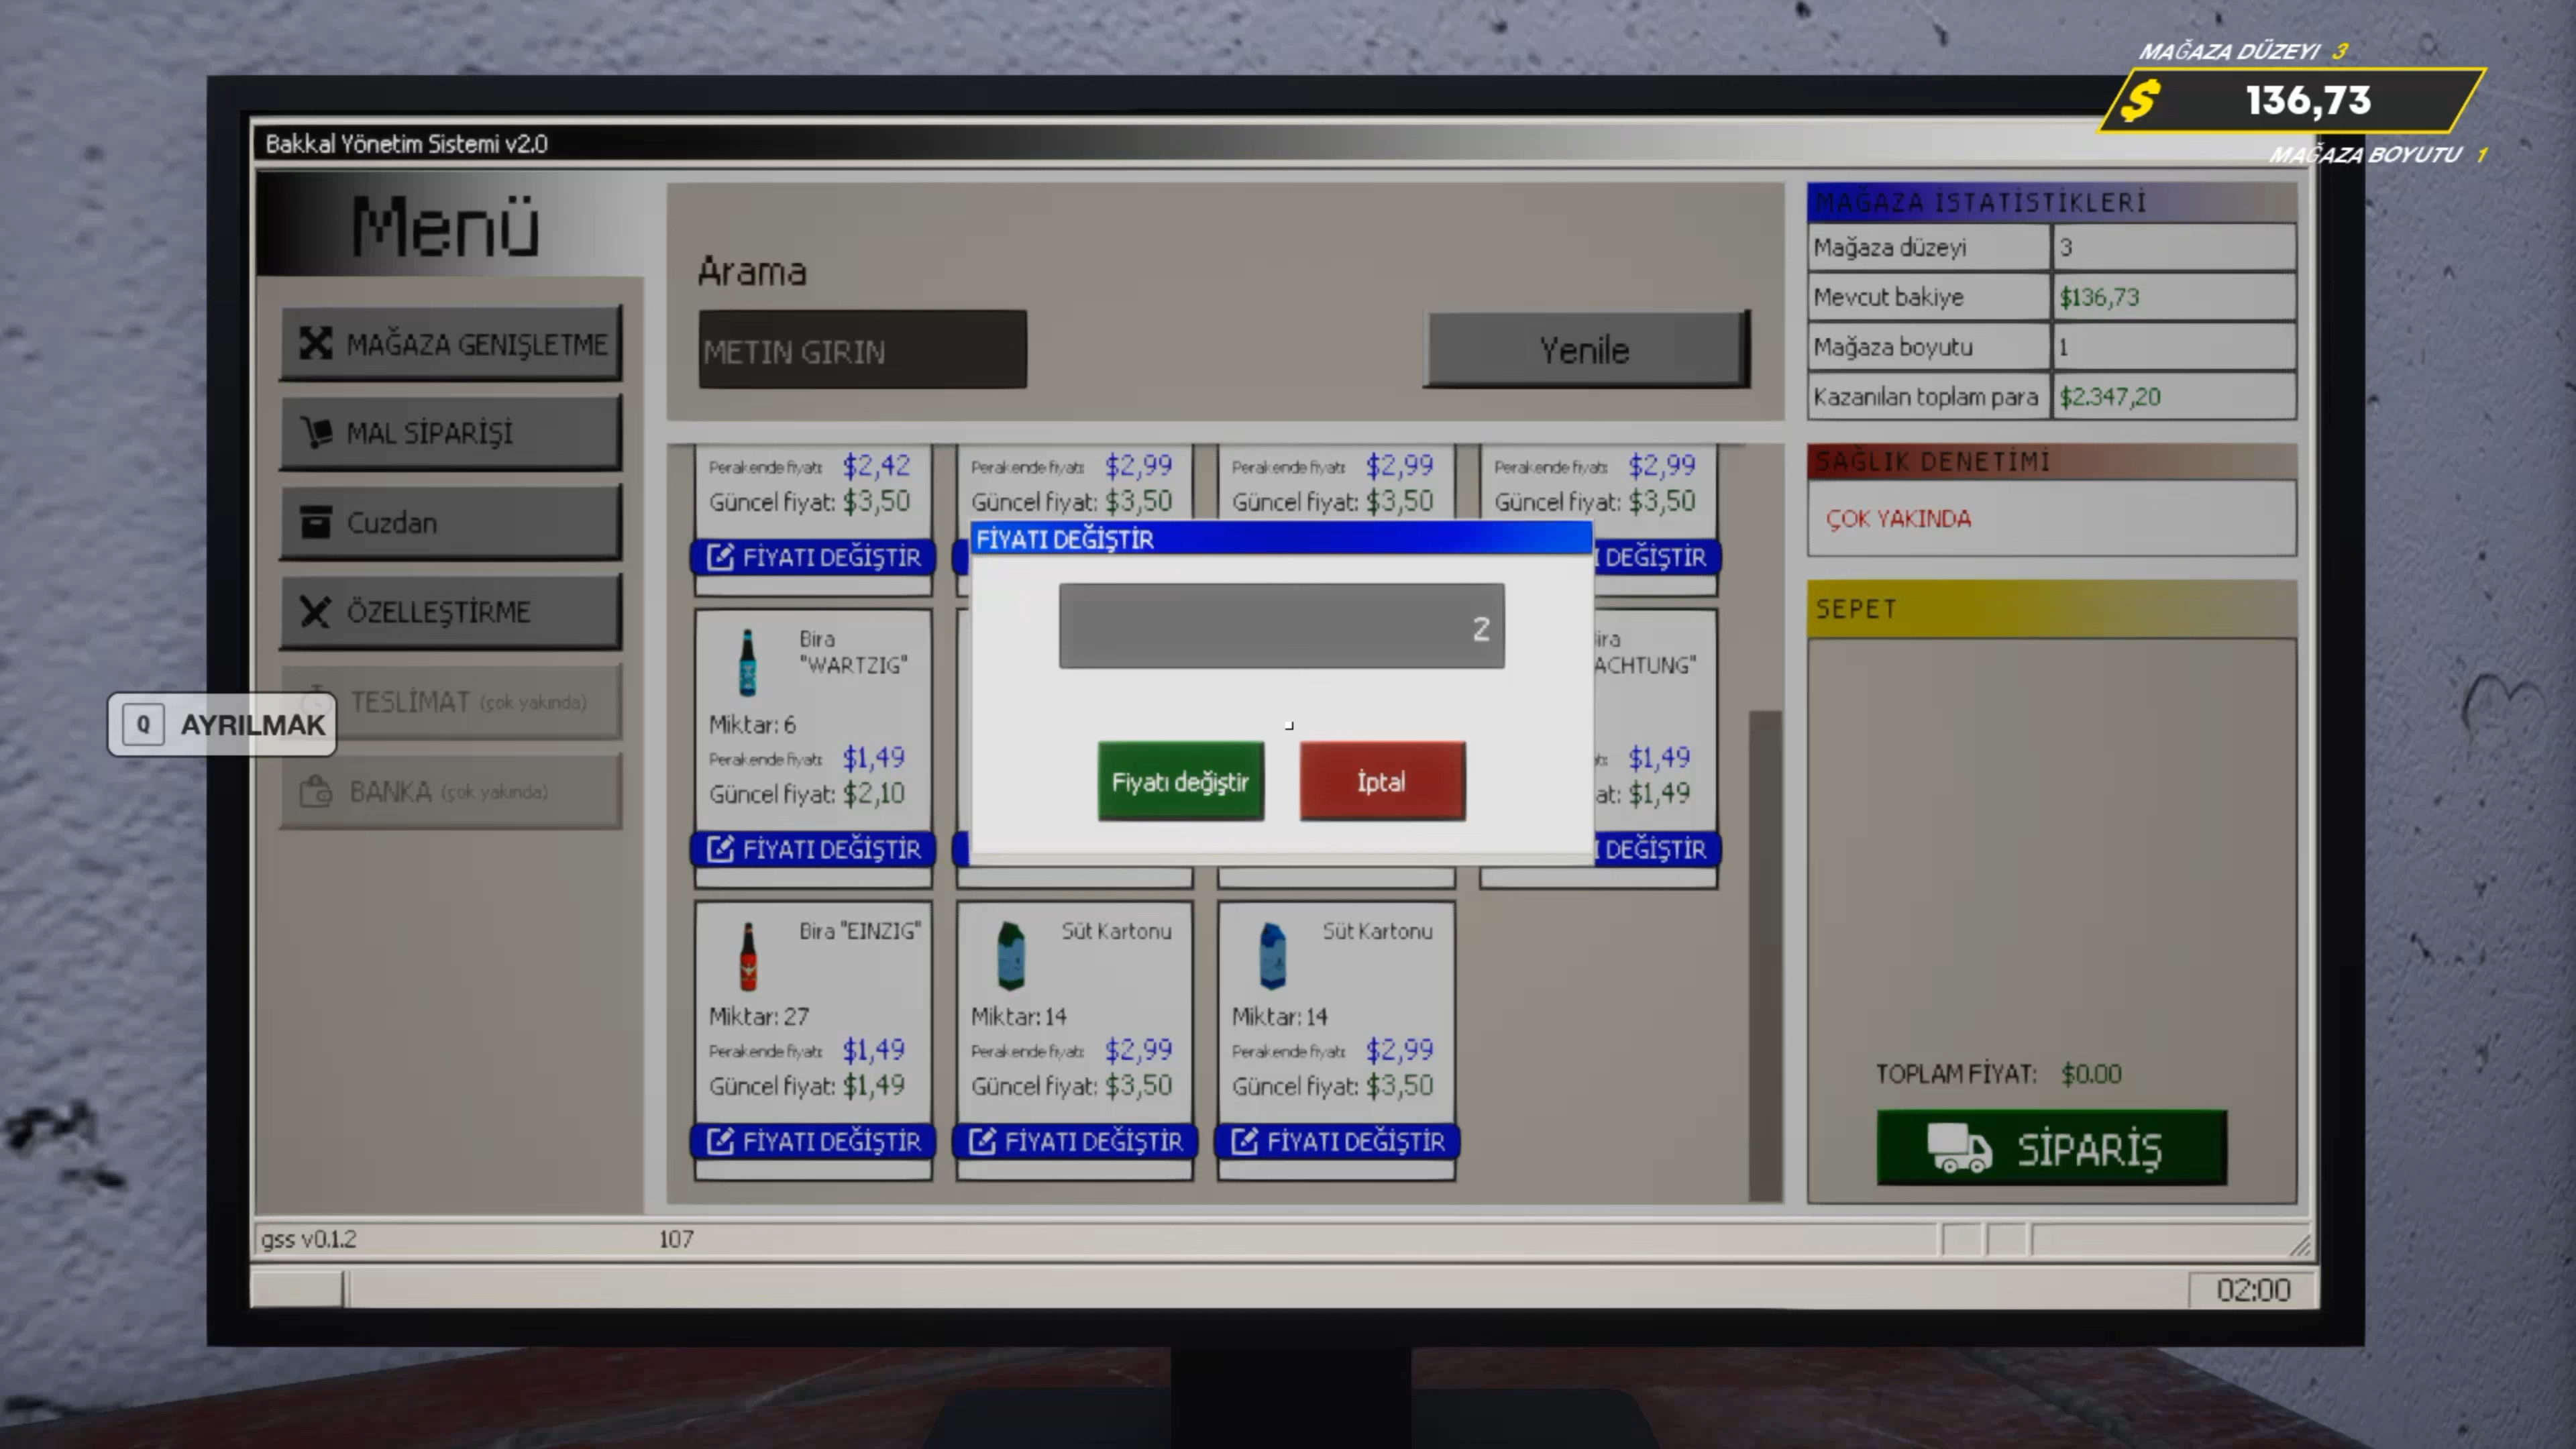 MAĞAZA DÜZEYI 3
$ 136,73
MAĞAZA BOYUTU 1
Bakkal Yönetim Sistemi v2.0
Menü
MAĞAZA GENIŞLETME
MAL SİPARİŞİ
Cuzdan
ÖZELLEŞTİRME
TESLİMAT (çok yakında)
BANKA (çok yakında)
Q AYRILMAK
Arama
METIN GIRIN
Yenile
Perakende fiyatı: $2,42
Güncel fiyat: $3,50
FİYATI DEĞİŞTİR
Perakende fiyatı: $2,99
Güncel fiyat: $3,50
Perakende fiyatı: $2,99
Güncel fiyat: $3,50
Perakende fiyatı: $2,99
Güncel fiyat: $3,50
DEĞİŞTİR
FİYATI DEĞİŞTİR
2
Fiyatı değiştir
İptal
Bira
"WARTZIG"
Miktar: 6
Perakende fiyatı: $1,49
Güncel fiyat: $2,10
FİYATI DEĞİŞTİR
ira
ACHTUNG"
$1,49
at: $1,49
DEĞİŞTİR
Bira "EINZIG"
Miktar: 27
Perakende fiyatı: $1,49
Güncel fiyat: $1,49
FİYATI DEĞİŞTİR
Süt Kartonu
Miktar: 14
Perakende fiyatı: $2,99
Güncel fiyat: $3,50
FİYATI DEĞİŞTİR
Süt Kartonu
Miktar: 14
Perakende fiyatı: $2,99
Güncel fiyat: $3,50
FİYATI DEĞİŞTİR
MAĞAZA İSTATİSTİKLERİ
Mağaza düzeyi 3
Mevcut bakiye $136,73
Mağaza boyutu 1
Kazanılan toplam para $2.347,20
SAĞLIK DENETİMİ
ÇOK YAKINDA
SEPET
TOPLAM FİYAT: $0.00
SİPARİŞ
gss v0.1.2
107
02:00